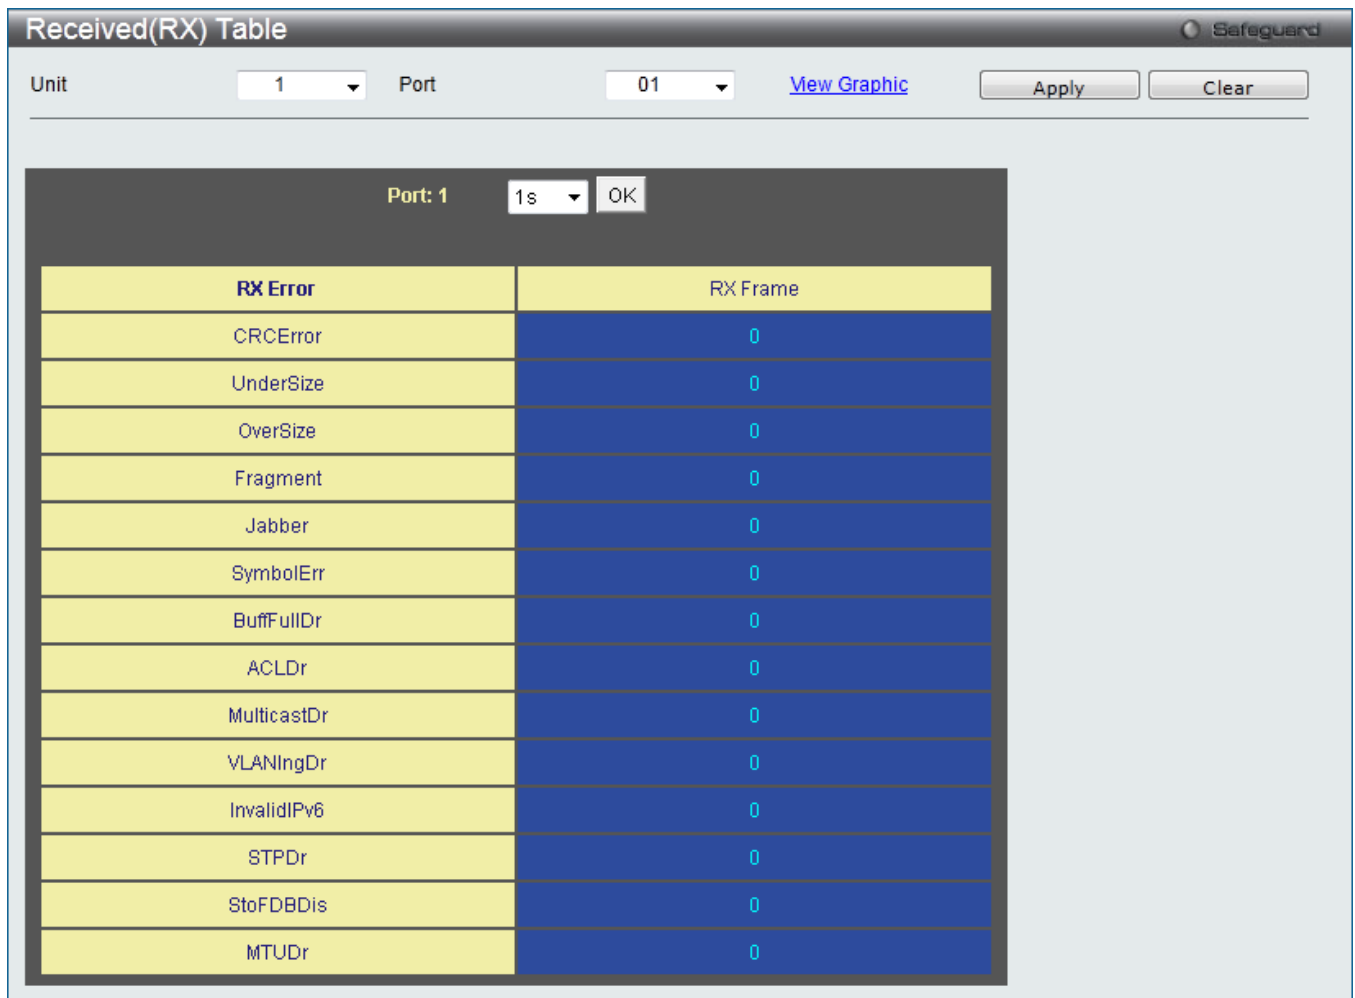 Received(RX) Table Safeguard
Unit 1 Port 01 View Graphic Apply Clear
Port: 1 1s OK
RX Error RX Frame
CRCError 0
UnderSize 0
OverSize 0
Fragment 0
Jabber 0
SymbolErr 0
BuffFullDr 0
ACLDr 0
MulticastDr 0
VLANIngDr 0
InvalidIPv6 0
STPDr 0
StoFDBDis 0
MTUDr 0